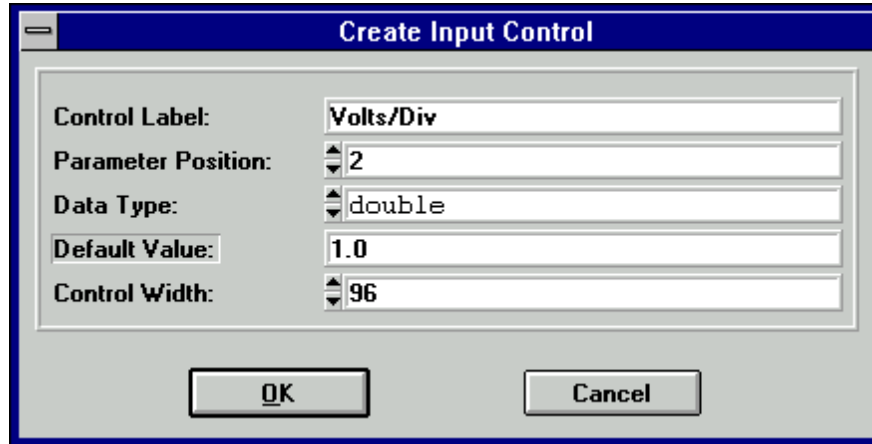 Create Input Control
Control Label: Volts/Div
Parameter Position: 2
Data Type: double
Default Value: 1.0
Control Width: 96
OK Cancel